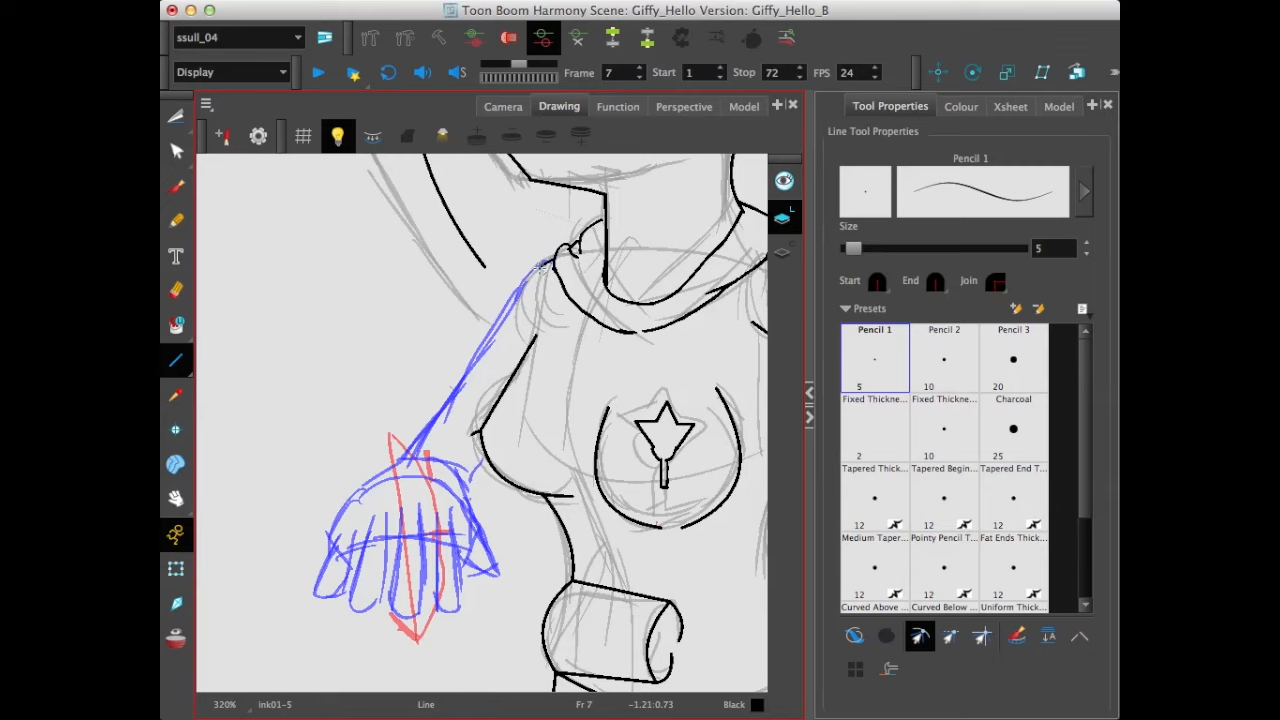 Toon Boom Harmony Scene: Giffy_Hello Version: Giffy_Hello_B
ssull_04
Display
Frame 7 Start 1 Stop 72 FPS 24
Camera Drawing Function Perspective Model
Tool Properties Colour Xsheet Model
Line Tool Properties
Pencil 1
Size
5
Start End Join
Presets
Pencil 1 Pencil 2 Pencil 3
5 10 20
Fixed Thickne... Fixed Thickne... Charcoal
2 10 25
Tapered Thick... Tapered Begin... Tapered End T...
12 12 12
Medium Taper... Pointy Pencil T... Fat Ends Thick...
12 12 12
Curved Above ... Curved Below ... Uniform Thick...
320% ink01-5 Line Fr 7 -1.21:0.73 Black